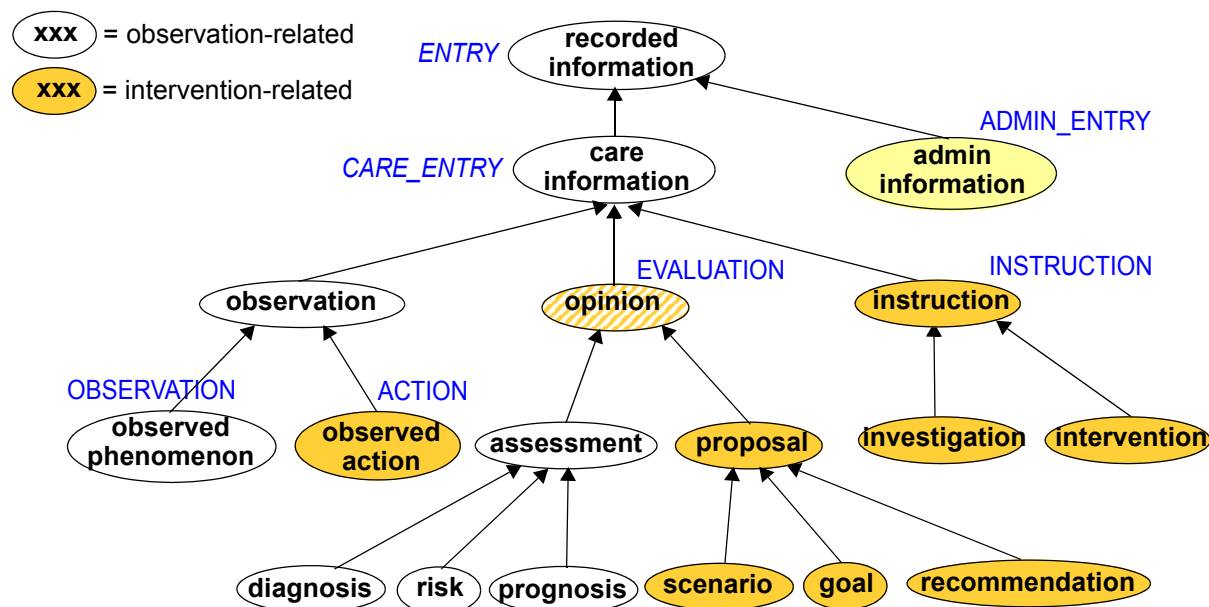 xxx = observation-related
xxx = intervention-related
ENTRY
recorded
information
ADMIN_ENTRY
CARE_ENTRY
care
information
admin
information
EVALUATION
INSTRUCTION
observation
opinion
instruction
OBSERVATION
ACTION
observed
phenomenon
observed
action
assessment
proposal
investigation
intervention
diagnosis
risk
prognosis
scenario
goal
recommendation